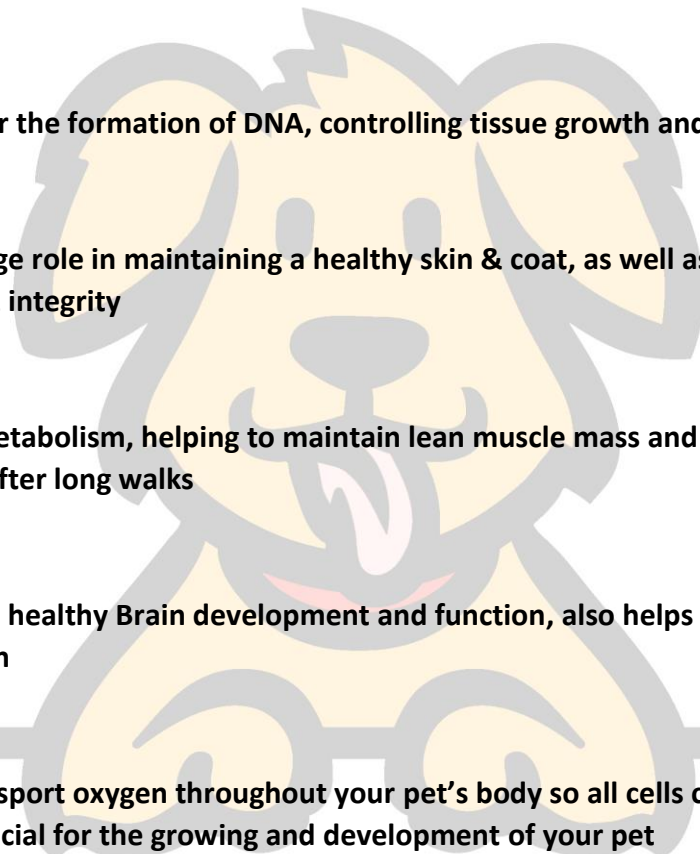 r the formation of DNA, controlling tissue growth and
ge role in maintaining a healthy skin & coat, as well as
integrity
etabolism, helping to maintain lean muscle mass and
fter long walks
healthy Brain development and function, also helps
n
sport oxygen throughout your pet's body so all cells c
cial for the growing and development of your pet